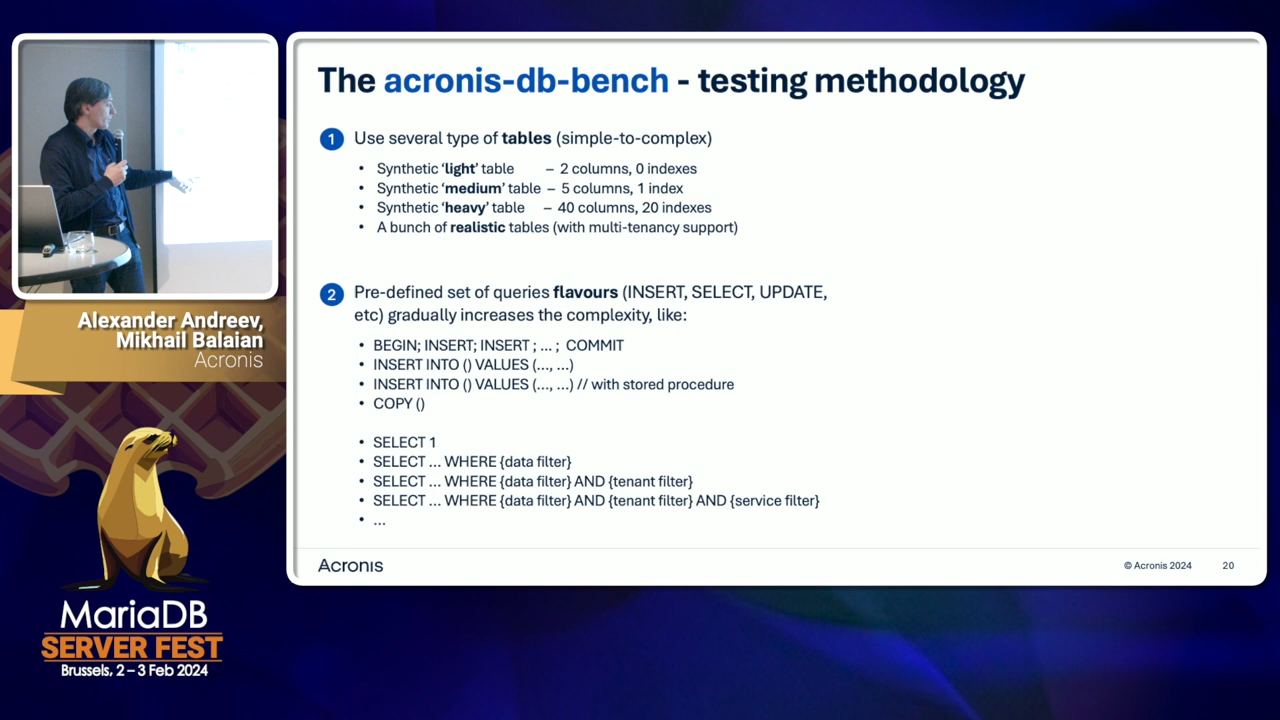 The acronis-db-bench - testing methodology
1 Use several type of tables (simple-to-complex)
• Synthetic ‘light’ table – 2 columns, 0 indexes
• Synthetic ‘medium’ table – 5 columns, 1 index
• Synthetic ‘heavy’ table – 40 columns, 20 indexes
• A bunch of realistic tables (with multi-tenancy support)
2 Pre-defined set of queries flavours (INSERT, SELECT, UPDATE,
etc) gradually increases the complexity, like:
• BEGIN; INSERT; INSERT ; ... ; COMMIT
• INSERT INTO () VALUES (..., ...)
• INSERT INTO () VALUES (..., ...) // with stored procedure
• COPY ()
• SELECT 1
• SELECT ... WHERE {data filter}
• SELECT ... WHERE {data filter} AND {tenant filter}
• SELECT ... WHERE {data filter} AND {tenant filter} AND {service filter}
• ...
Acronis
© Acronis 2024
20
Alexander Andreev,
Mikhail Balaian
Acronis
MariaDB
SERVER FEST
Brussels, 2 – 3 Feb 2024